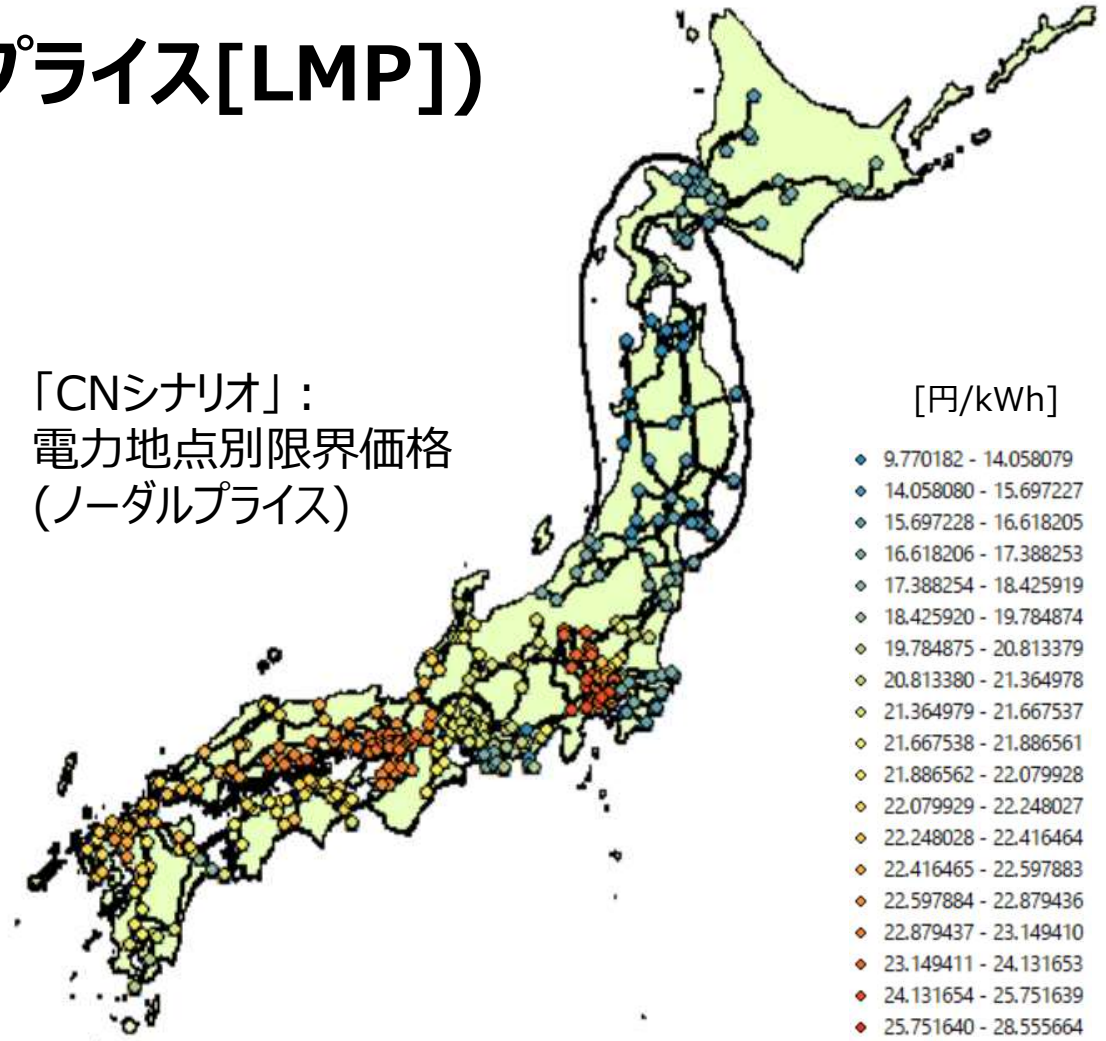 プライス[LMP])
「CNシナリオ」:
電力地点別限界価格
(ノーダルプライス)
[円/kWh]
9.770182 - 14.058079
14.058080 - 15.697227
15.697228 - 16.618205
16.618206 - 17.388253
17.388254 - 18.425919
18.425920 - 19.784874
19.784875 - 20.813379
20.813380 - 21.364978
21.364979 - 21.667537
21.667538 - 21.886561
21.886562 - 22.079928
22.079929 - 22.248027
22.248028 - 22.416464
22.416465 - 22.597883
22.597884 - 22.879436
22.879437 - 23.149410
23.149411 - 24.131653
24.131654 - 25.751639
25.751640 - 28.555664